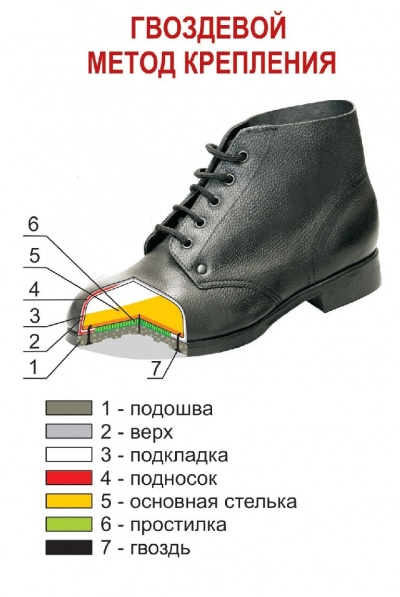 ГВОЗДЕВОЙ
МЕТОД КРЕПЛЕНИЯ
6
5
4
3
2
1
7
1 - подошва
2 - верх
3 - подкладка
4 - подносок
5 - основная стелька
6 - простилка
7 - гвоздь